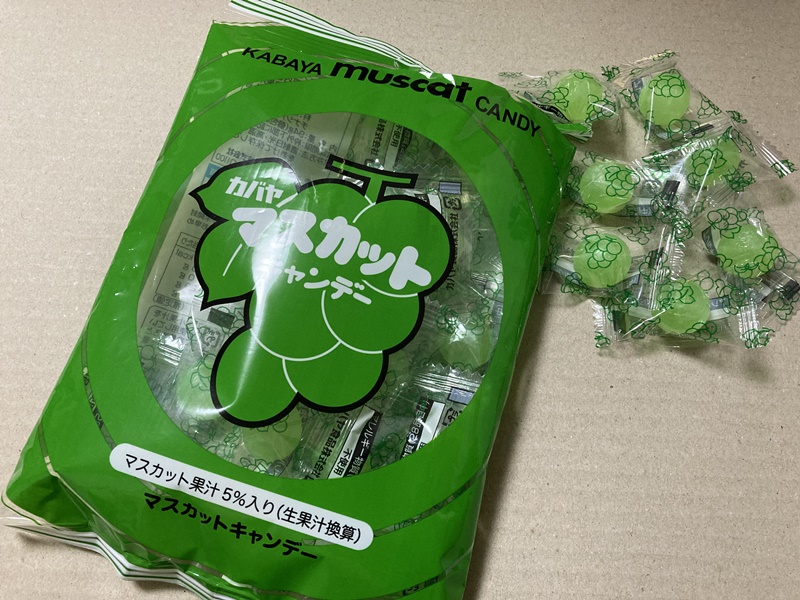 KABAYA muscat CANDY
カバヤ
マスカット
キャンデー
マスカット果汁5%入り(生果汁換算)
マスカットキャンデー